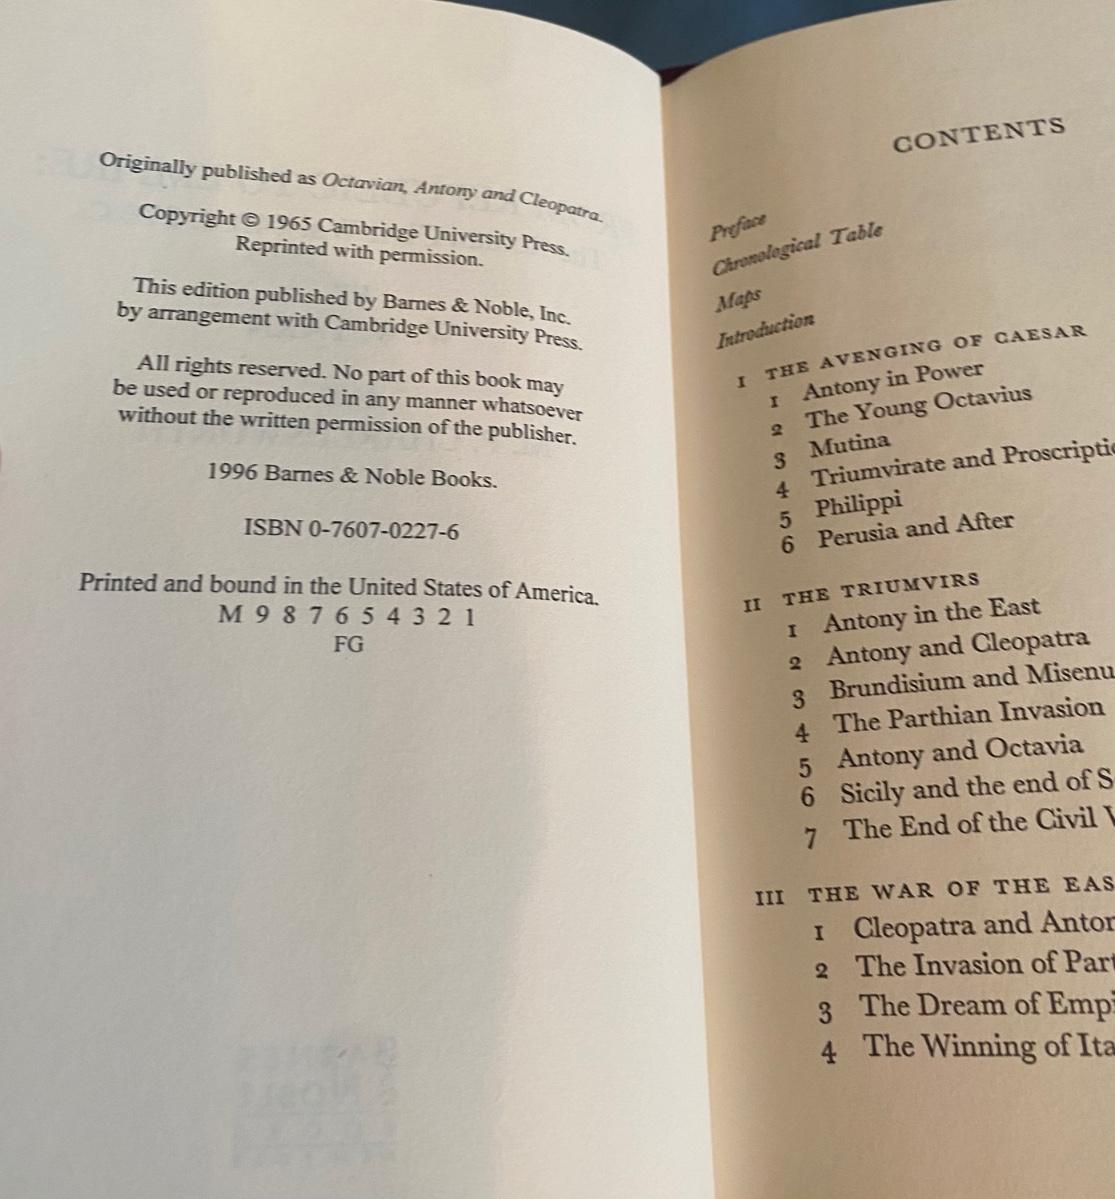 Originally published as Octavian, Antony and Cleopatra.
Copyright © 1965 Cambridge University Press.
Reprinted with permission.
This edition published by Barnes & Noble, Inc.
by arrangement with Cambridge University Press.
All rights reserved. No part of this book may
be used or reproduced in any manner whatsoever
without the written permission of the publisher.
1996 Barnes & Noble Books.
ISBN 0-7607-0227-6
Printed and bound in the United States of America.
M 9 8 7 6 5 4 3 2 1
FG
CONTENTS
Preface
Chronological Table
Maps
Introduction
I THE AVENGING OF CAESAR
1 Antony in Power
2 The Young Octavius
3 Mutina
4 Triumvirate and Proscriptio
5 Philippi
6 Perusia and After
II THE TRIUMVIRS
1 Antony in the East
2 Antony and Cleopatra
3 Brundisium and Misenu
4 The Parthian Invasion
5 Antony and Octavia
6 Sicily and the end of S
7 The End of the Civil
III THE WAR OF THE EAS
1 Cleopatra and Anton
2 The Invasion of Part
3 The Dream of Empi
4 The Winning of Ita